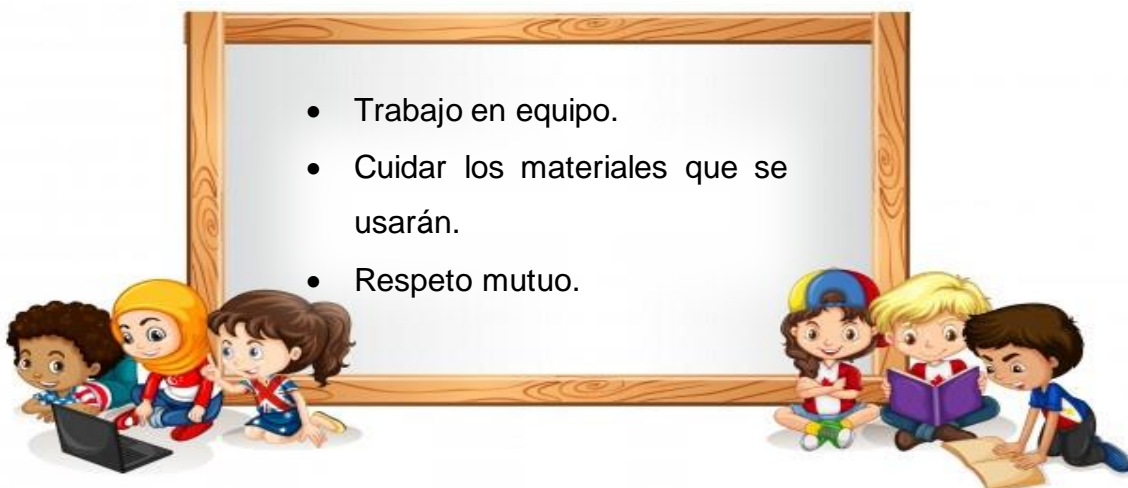 • Trabajo en equipo.
• Cuidar los materiales que se
usarán.
• Respeto mutuo.